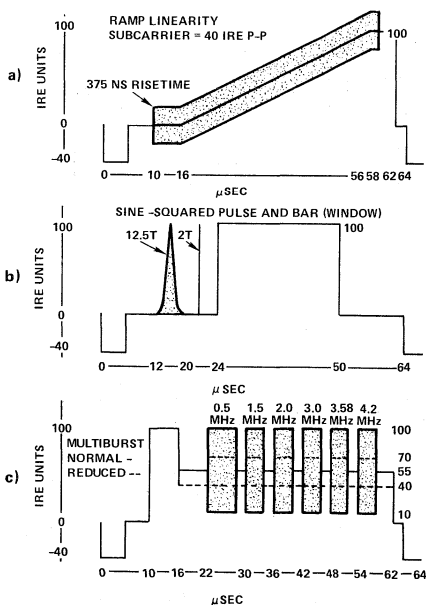 RAMP LINEARITY
SUBCARRIER = 40 IRE P-P
100
100
375 NS RISETIME
a)
IRE UNITS
0
-40
0 10 16 56 58 62 64
μSEC
SINE-SQUARED PULSE AND BAR (WINDOW)
100
12.5T
2T
100
b)
IRE UNITS
0
-40
0 12 20 24 50 64
μSEC
0.5 MHz
1.5 MHz
2.0 MHz
3.0 MHz
3.58 MHz
4.2 MHz
100
100
MULTIBURST
NORMAL -
REDUCED --
70
55
40
10
c)
IRE UNITS
0
-40
0 10 16 22 30 36 42 48 54 62 64
μSEC